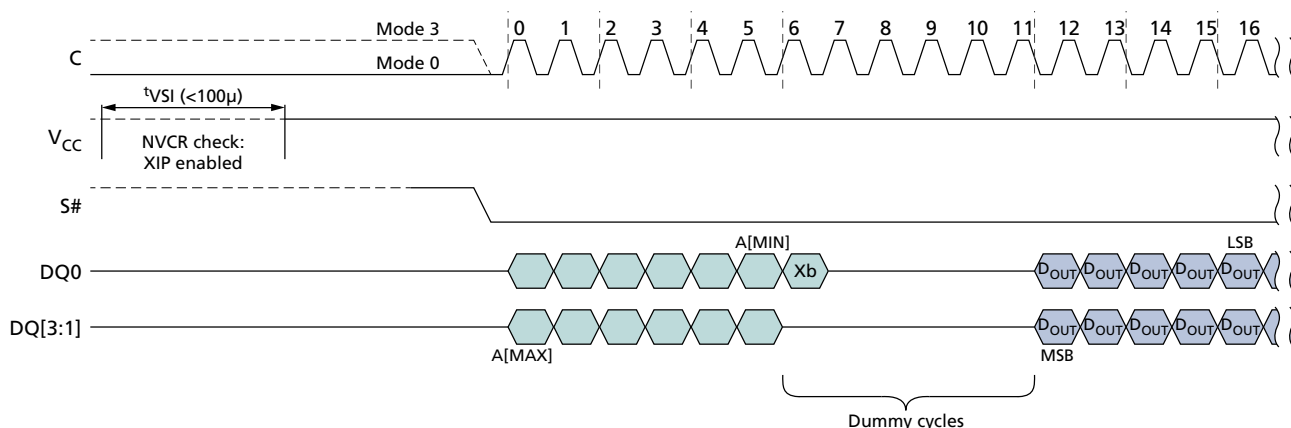 0 1 2 3 4 5 6 7 8 9 10 11 12 13 14 15 16
Mode 3
C
Mode 0
tVSI (<100μ)
VCC
NVCR check:
XIP enabled
S#
A[MIN] LSB
DQ0 Xb DOUT DOUT DOUT DOUT DOUT
DQ[3:1] DOUT DOUT DOUT DOUT DOUT
A[MAX] MSB
Dummy cycles